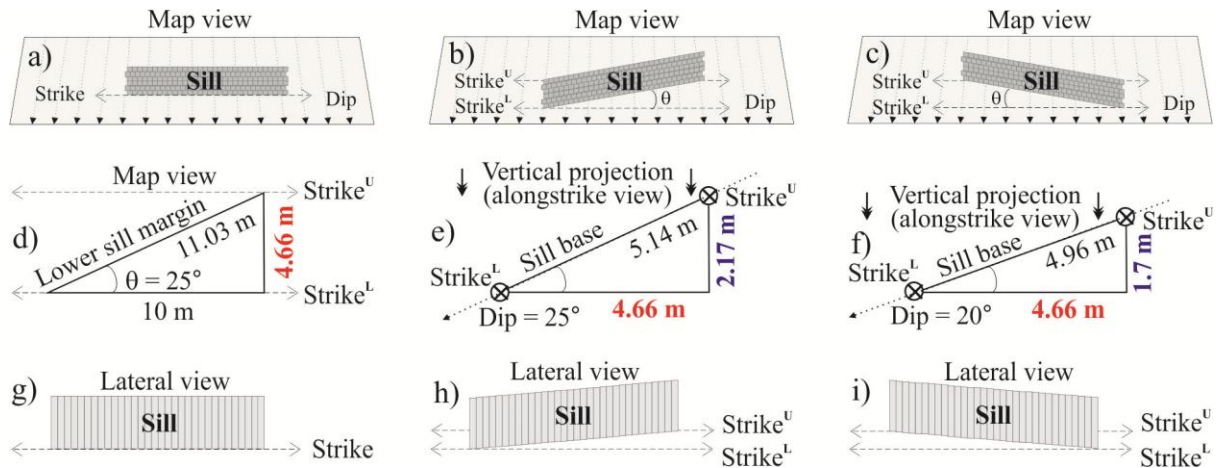 Map view
a)
Sill
Strike
Dip
Map view
b)
Strike^U
Sill
Strike^L
θ
Dip
Map view
c)
Strike^U
Sill
Strike^L
θ
Dip
Map view
Strike^U
d)
Lower sill margin
11.03 m
4.66 m
θ = 25°
Strike^L
10 m
Vertical projection
(alongstrike view)
Strike^U
e)
Sill base
5.14 m
2.17 m
Strike^L
Dip = 25°
4.66 m
Vertical projection
(alongstrike view)
Strike^U
f)
Sill base
4.96 m
1.7 m
Strike^L
Dip = 20°
4.66 m
g)
Lateral view
Sill
Strike
h)
Lateral view
Sill
Strike^U
Strike^L
i)
Lateral view
Sill
Strike^U
Strike^L